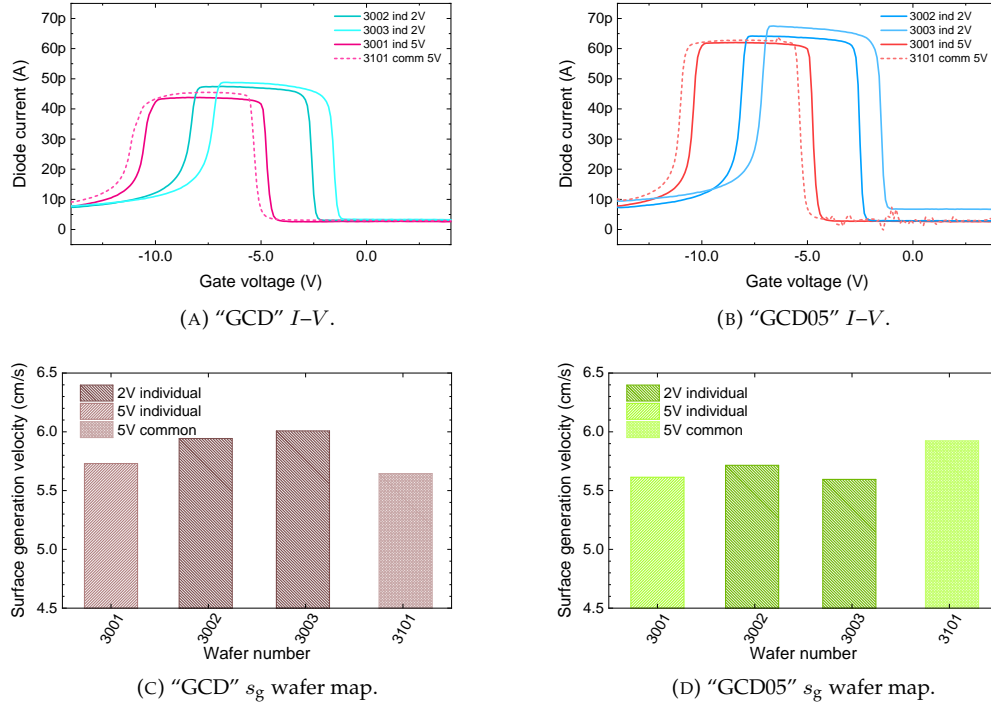 70p
60p
50p
40p
30p
20p
10p
0
Diode current (A)
-10.0
-5.0
0.0
Gate voltage (V)
3002 ind 2V
3003 ind 2V
3001 ind 5V
3101 comm 5V
(A) “GCD” I–V.
70p
60p
50p
40p
30p
20p
10p
0
Diode current (A)
-10.0
-5.0
0.0
Gate voltage (V)
3002 ind 2V
3003 ind 2V
3001 ind 5V
3101 comm 5V
(B) “GCD05” I–V.
6.5
6.0
5.5
5.0
4.5
Surface generation velocity (cm/s)
2V individual
5V individual
5V common
3001
3002
3003
3101
Wafer number
(C) “GCD” sg wafer map.
6.5
6.0
5.5
5.0
4.5
Surface generation velocity (cm/s)
2V individual
5V individual
5V common
3001
3002
3003
3101
Wafer number
(D) “GCD05” sg wafer map.